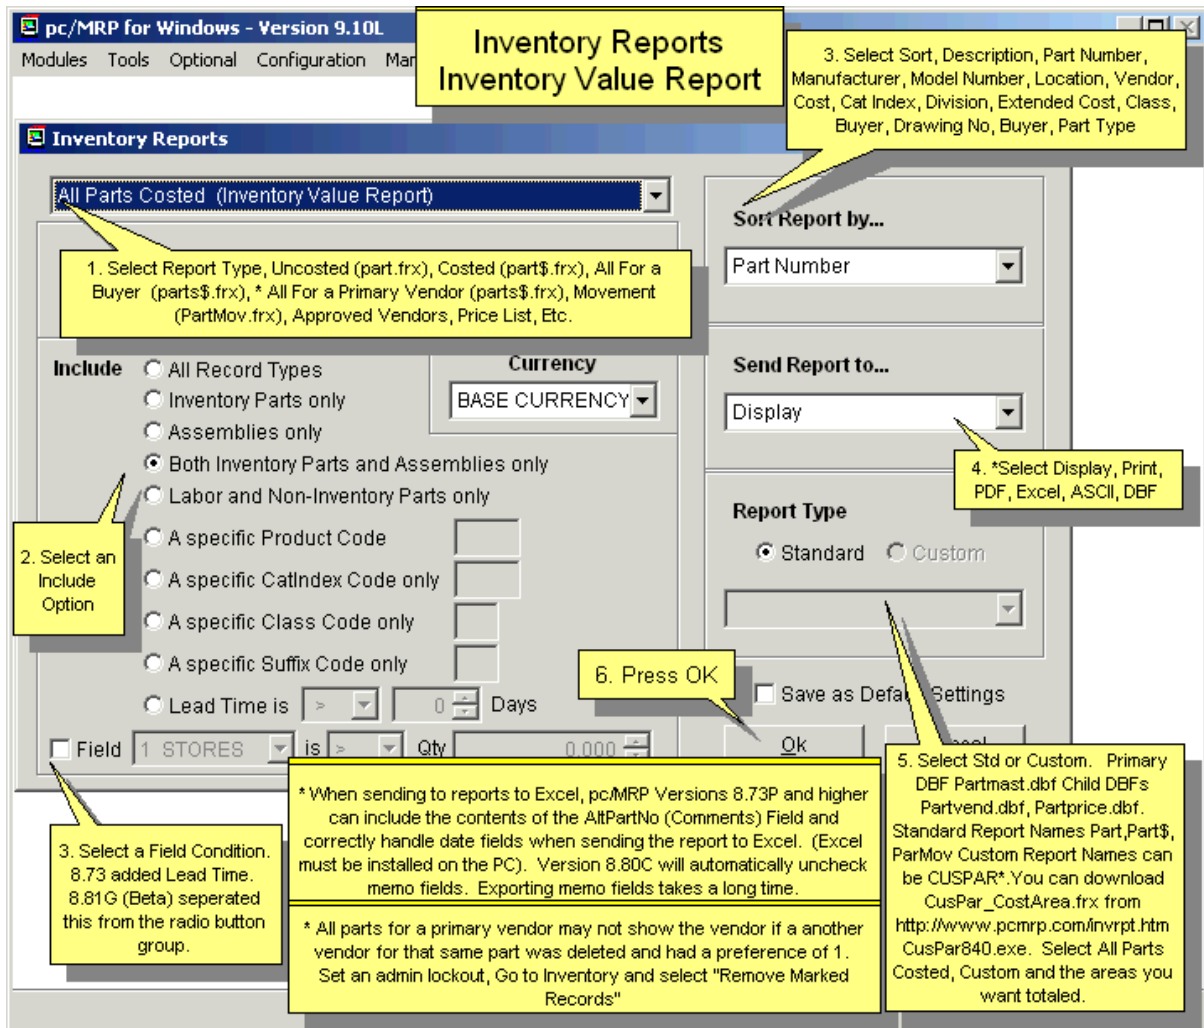 pc/MRP for Windows - Version 9.10L
Modules Tools Optional Configuration
Inventory Reports
Inventory Value Report
3. Select Sort, Description, Part Number,
Manufacturer, Model Number, Location, Vendor,
Cost, Cat Index, Division, Extended Cost, Class,
Buyer, Drawing No, Buyer, Part Type
Inventory Reports
All Parts Costed (Inventory Value Report)
1. Select Report Type, Uncosted (part.frx), Costed (part$.frx), All For a
Buyer (parts$.frx), * All For a Primary Vendor (parts$.frx), Movement
(PartMov.frx), Approved Vendors, Price List, Etc.
Sort Report by...
Part Number
Include
All Record Types
Inventory Parts only
Assemblies only
Both Inventory Parts and Assemblies only
Labor and Non-Inventory Parts only
A specific Product Code
A specific CatIndex Code only
A specific Class Code only
A specific Suffix Code only
Lead Time is > 0 Days
Field 1 STORES is > Qty 0.000
Currency
BASE CURRENCY
Send Report to...
Display
4. *Select Display, Print,
PDF, Excel, ASCII, DBF
Report Type
Standard Custom
2. Select an
Include
Option
6. Press OK
Save as Default Settings
Ok
3. Select a Field Condition.
8.73 added Lead Time.
8.81G (Beta) seperated
this from the radio button
group.
* When sending to reports to Excel, pc/MRP Versions 8.73P and higher
can include the contents of the AltPartNo (Comments) Field and
correctly handle date fields when sending the report to Excel. (Excel
must be installed on the PC). Version 8.80C will automatically uncheck
memo fields. Exporting memo fields takes a long time.
* All parts for a primary vendor may not show the vendor if a another
vendor for that same part was deleted and had a preference of 1.
Set an admin lockout, Go to Inventory and select "Remove Marked
Records"
5. Select Std or Custom. Primary
DBF Partmast.dbf Child DBFs
Partvend.dbf, Partprice.dbf.
Standard Report Names Part,Part$,
ParMov Custom Report Names can
be CUSPAR*.You can download
CusPar_CostArea.frx from
http://www.pcmrp.com/invrpt.htm
CusPar840.exe. Select All Parts
Costed, Custom and the areas you
want totaled.